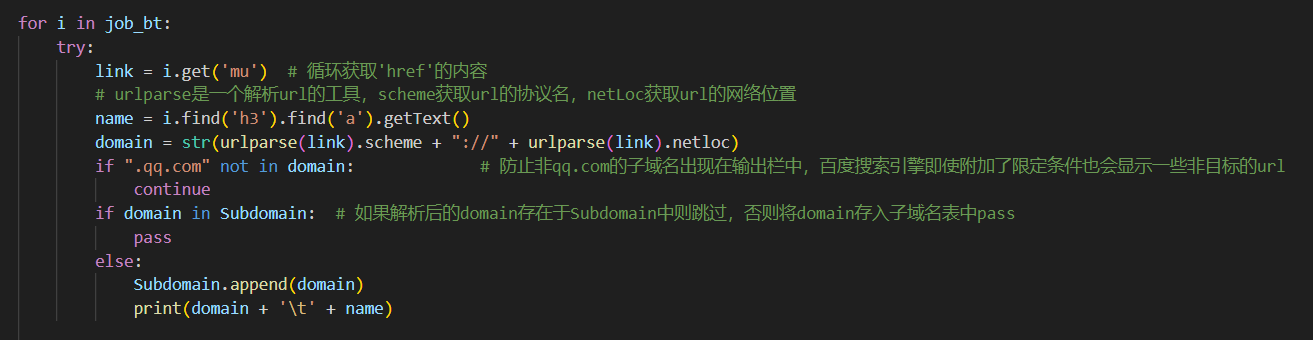 for i in job_bt:
    try:
        link = i.get('mu')  # 循环获取'href'的内容
        # urlparse是一个解析url的工具，scheme获取url的协议名，netLoc获取url的网络位置
        name = i.find('h3').find('a').getText()
        domain = str(urlparse(link).scheme + "://" + urlparse(link).netloc)
        if ".qq.com" not in domain:             # 防止非qq.com的子域名出现在输出栏中，百度搜索引擎即使附加了限定条件也会显示一些非目标的url
            continue
        if domain in Subdomain:  # 如果解析后的domain存在于Subdomain中则跳过，否则将domain存入子域名表中pass
            pass
        else:
            Subdomain.append(domain)
            print(domain + '\t' + name)